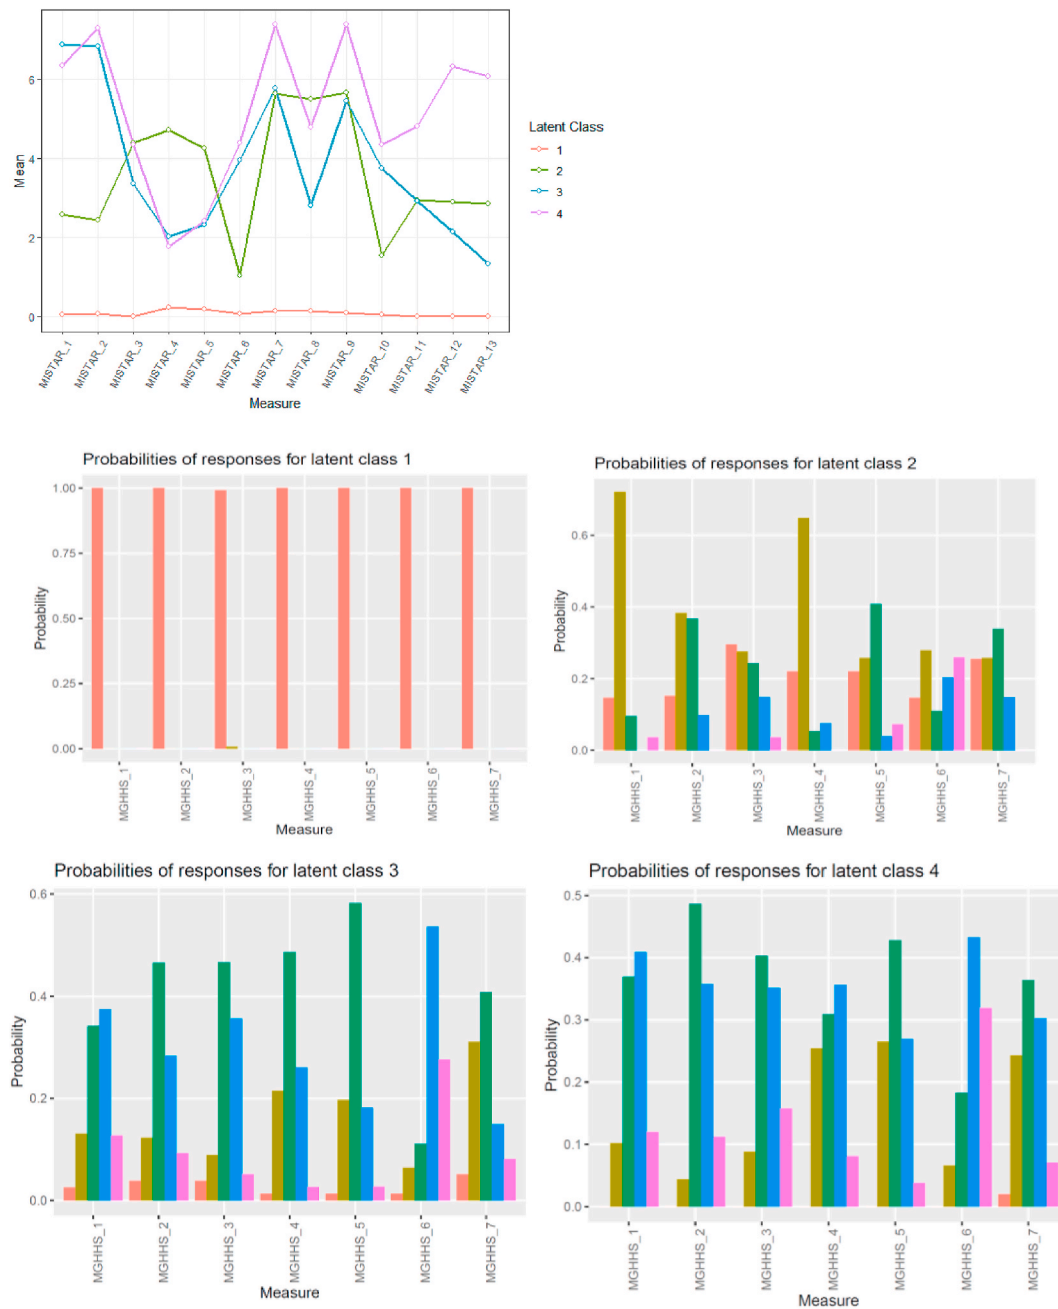 6
4
2
0
Mean
MISTAR_1
MISTAR_2
MISTAR_3
MISTAR_4
MISTAR_5
MISTAR_6
MISTAR_7
MISTAR_8
MISTAR_9
MISTAR_10
MISTAR_11
MISTAR_12
MISTAR_13
Measure
Latent Class
1
2
3
4
Probabilities of responses for latent class 1
1.00
0.75
0.50
0.25
0.00
Probability
MGHHS_1
MGHHS_2
MGHHS_3
MGHHS_4
MGHHS_5
MGHHS_6
MGHHS_7
Measure
Probabilities of responses for latent class 2
0.6
0.4
0.2
0.0
Probability
MGHHS_1
MGHHS_2
MGHHS_3
MGHHS_4
MGHHS_5
MGHHS_6
MGHHS_7
Measure
Probabilities of responses for latent class 3
0.6
0.4
0.2
0.0
Probability
MGHHS_1
MGHHS_2
MGHHS_3
MGHHS_4
MGHHS_5
MGHHS_6
MGHHS_7
Measure
Probabilities of responses for latent class 4
0.5
0.4
0.3
0.2
0.1
0.0
Probability
MGHHS_1
MGHHS_2
MGHHS_3
MGHHS_4
MGHHS_5
MGHHS_6
MGHHS_7
Measure